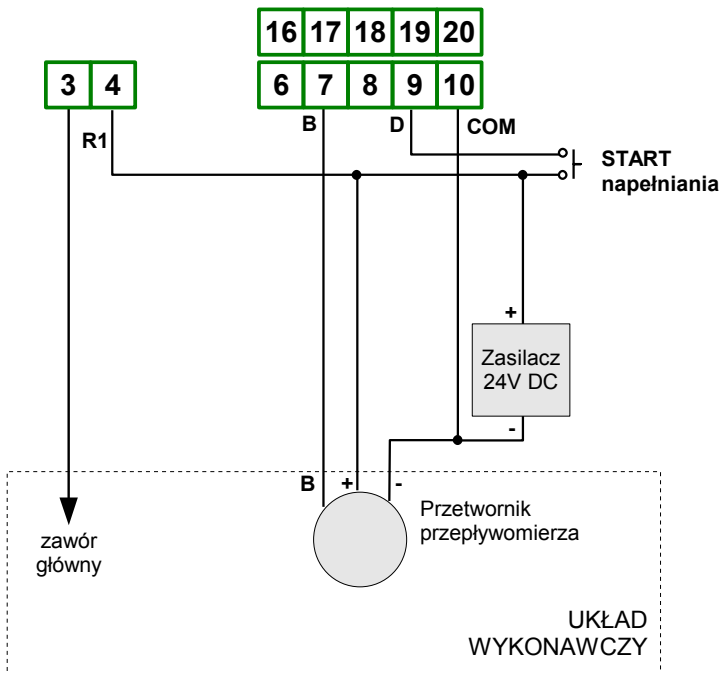 16 17 18 19 20
3 4
6 7 8 9 10
R1
B
D
COM
START
napełniania
+
Zasilacz
24V DC
-
B
+
-
Przetwornik
przepływomierza
zawór
główny
UKŁAD
WYKONAWCZY